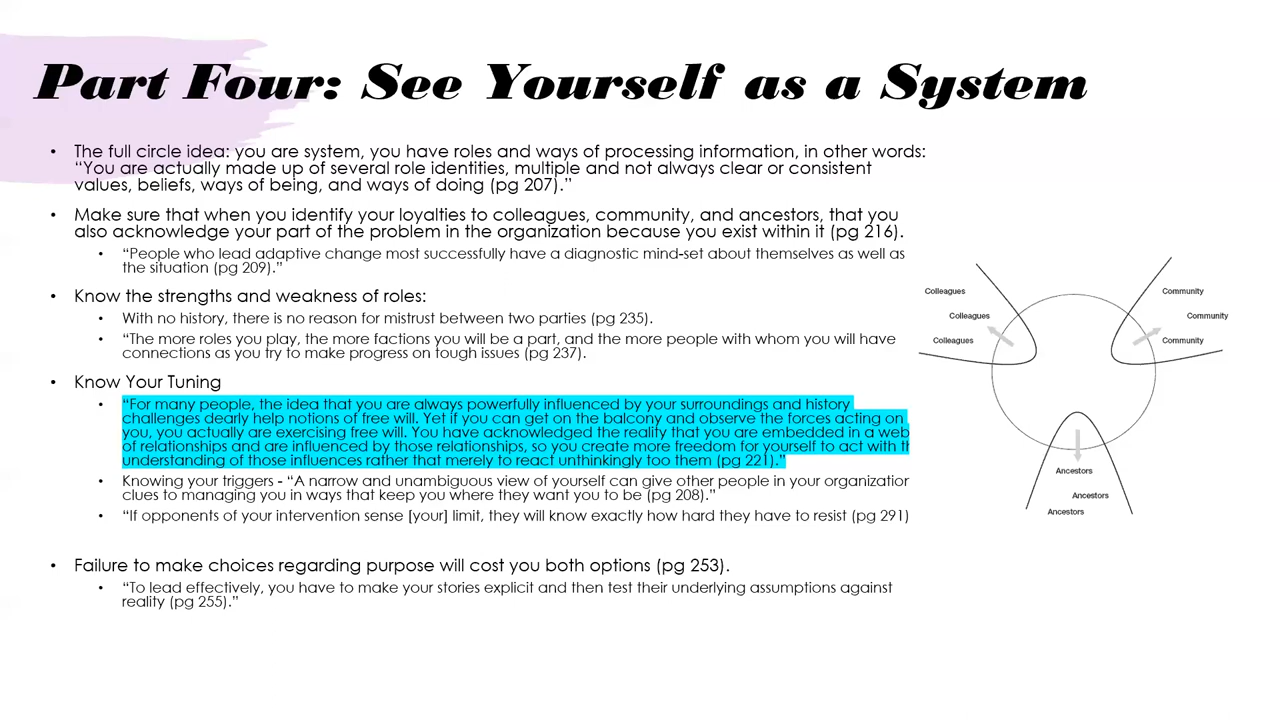 Part Four: See Yourself as a System
• The full circle idea: you are system, you have roles and ways of processing information, in other words:
“You are actually made up of several role identities, multiple and not always clear or consistent
values, beliefs, ways of being, and ways of doing (pg 207).”
• Make sure that when you identify your loyalties to colleagues, community, and ancestors, that you
also acknowledge your part of the problem in the organization because you exist within it (pg 216).
• “People who lead adaptive change most successfully have a diagnostic mind-set about themselves as well as
the situation (pg 209).”
• Know the strengths and weakness of roles:
• With no history, there is no reason for mistrust between two parties (pg 235).
• “The more roles you play, the more factions you will be a part, and the more people with whom you will have
connections as you try to make progress on tough issues (pg 237).
• Know Your Tuning
• “For many people, the idea that you are always powerfully influenced by your surroundings and history
challenges dearly help notions of free will. Yet if you can get on the balcony and observe the forces acting on
you, you actually are exercising free will. You have acknowledged the reality that you are embedded in a web
of relationships and are influenced by those relationships, so you create more freedom for yourself to act with
understanding of those influences rather that merely to react unthinkingly too them (pg 221).”
• Knowing your triggers - “A narrow and unambiguous view of yourself can give other people in your
clues to managing you in ways that keep you where they want you to be (pg 208).”
• “If opponents of your intervention sense [your] limit, they will know exactly how hard they have to resist (pg 291)
• Failure to make choices regarding purpose will cost you both options (pg 253).
• “To lead effectively, you have to make your stories explicit and then test their underlying assumptions against
reality (pg 255).”
Colleagues
Colleagues
Colleagues
Community
Community
Community
Ancestors
Ancestors
Ancestors